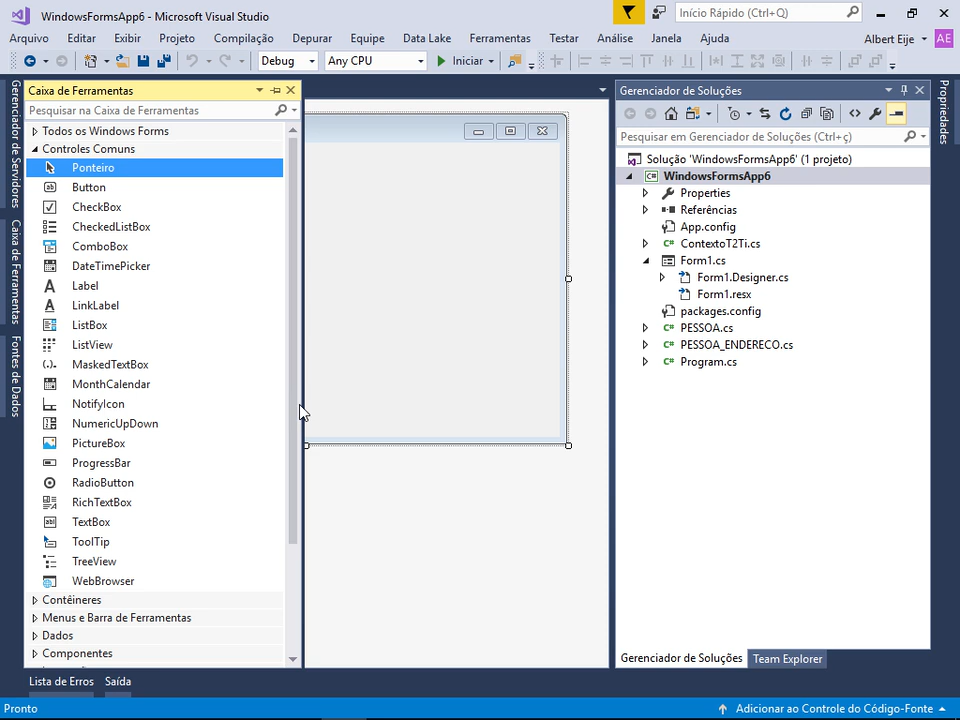 WindowsFormsApp6 - Microsoft Visual Studio
Início Rápido (Ctrl+Q)
Arquivo Editar Exibir Projeto Compilação Depurar Equipe Data Lake Ferramentas Testar Análise Janela Ajuda Albert Eije AE
Debug Any CPU Iniciar
Gerenciador de Servidores
Caixa de Ferramentas
Fontes de Dados
Caixa de Ferramentas
Pesquisar na Caixa de Ferramentas
Todos os Windows Forms
Controles Comuns
Ponteiro
Button
CheckBox
CheckedListBox
ComboBox
DateTimePicker
Label
LinkLabel
ListBox
ListView
MaskedTextBox
MonthCalendar
NotifyIcon
NumericUpDown
PictureBox
ProgressBar
RadioButton
RichTextBox
TextBox
ToolTip
TreeView
WebBrowser
Contêineres
Menus e Barra de Ferramentas
Dados
Componentes
Gerenciador de Soluções
Pesquisar em Gerenciador de Soluções (Ctrl+ç)
Solução 'WindowsFormsApp6' (1 projeto)
WindowsFormsApp6
Properties
Referências
App.config
ContextoT2Ti.cs
Form1.cs
Form1.Designer.cs
Form1.resx
packages.config
PESSOA.cs
PESSOA_ENDERECO.cs
Program.cs
Gerenciador de Soluções Team Explorer
Propriedades
Lista de Erros Saída
Pronto Adicionar ao Controle do Código-Fonte